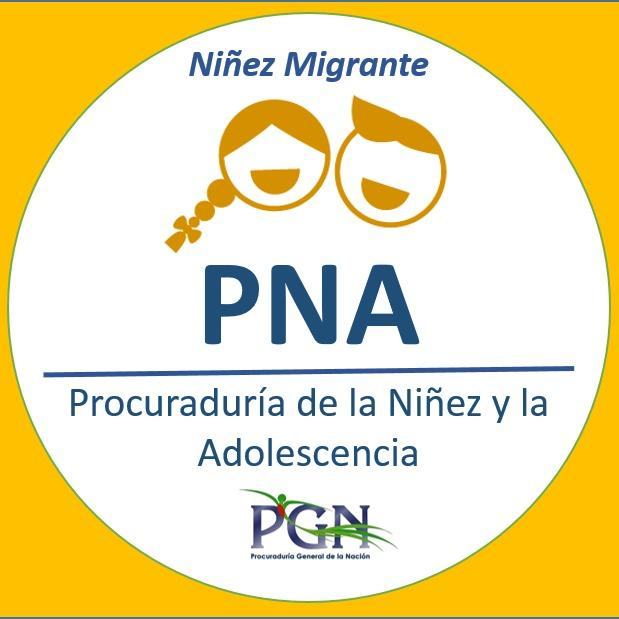 Niñez Migrante
PNA
Procuraduría de la Niñez y la
Adolescencia
PGN
Procuraduría General de la Nación